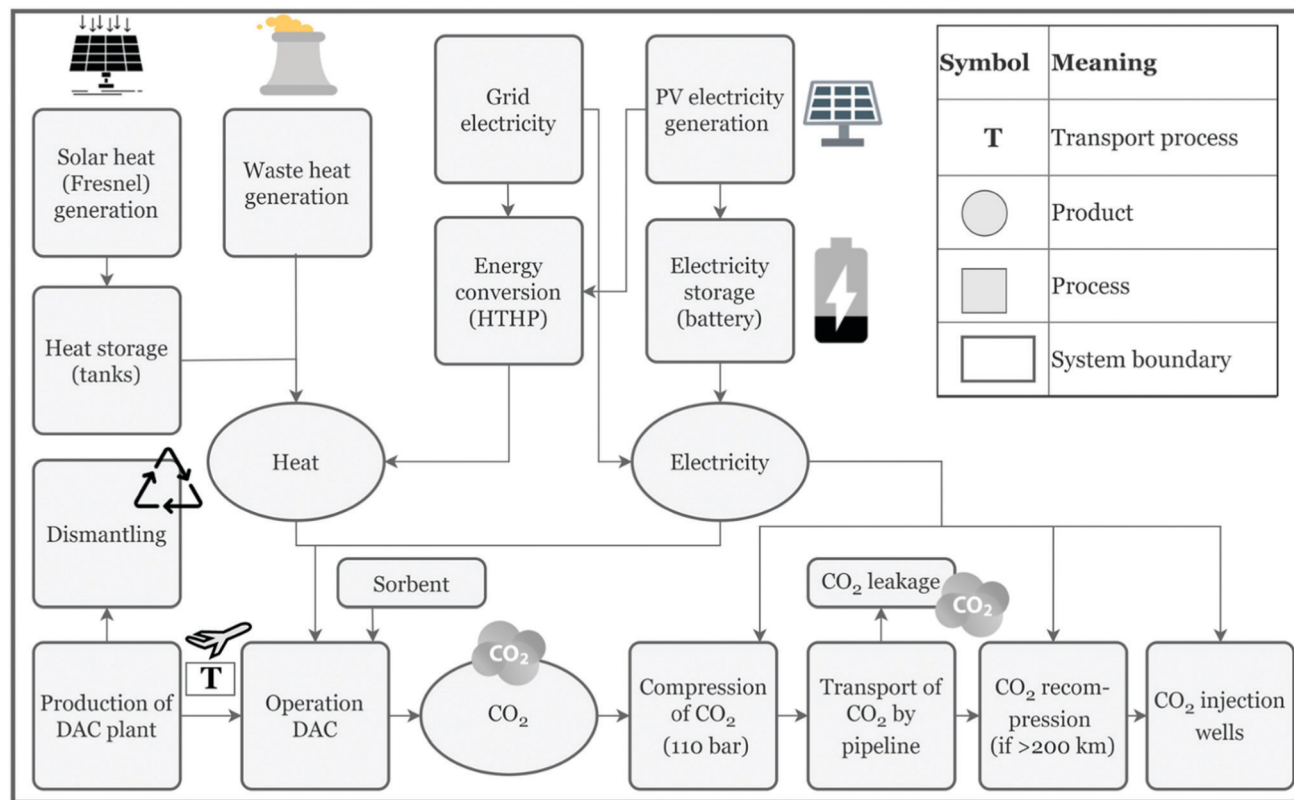 Solar heat
(Fresnel)
generation
Waste heat
generation
Grid
electricity
PV electricity
generation
Symbol Meaning
T Transport process
Product
Process
System boundary
Heat storage
(tanks)
Energy
conversion
(HTHP)
Electricity
storage
(battery)
Heat
Electricity
Dismantling
Sorbent
CO₂ leakage
CO₂
Production of
DAC plant
T
Operation
DAC
CO₂
CO₂
Compression
of CO₂
(110 bar)
Transport of
CO₂ by
pipeline
CO₂ recom-
pression
(if >200 km)
CO₂ injection
wells